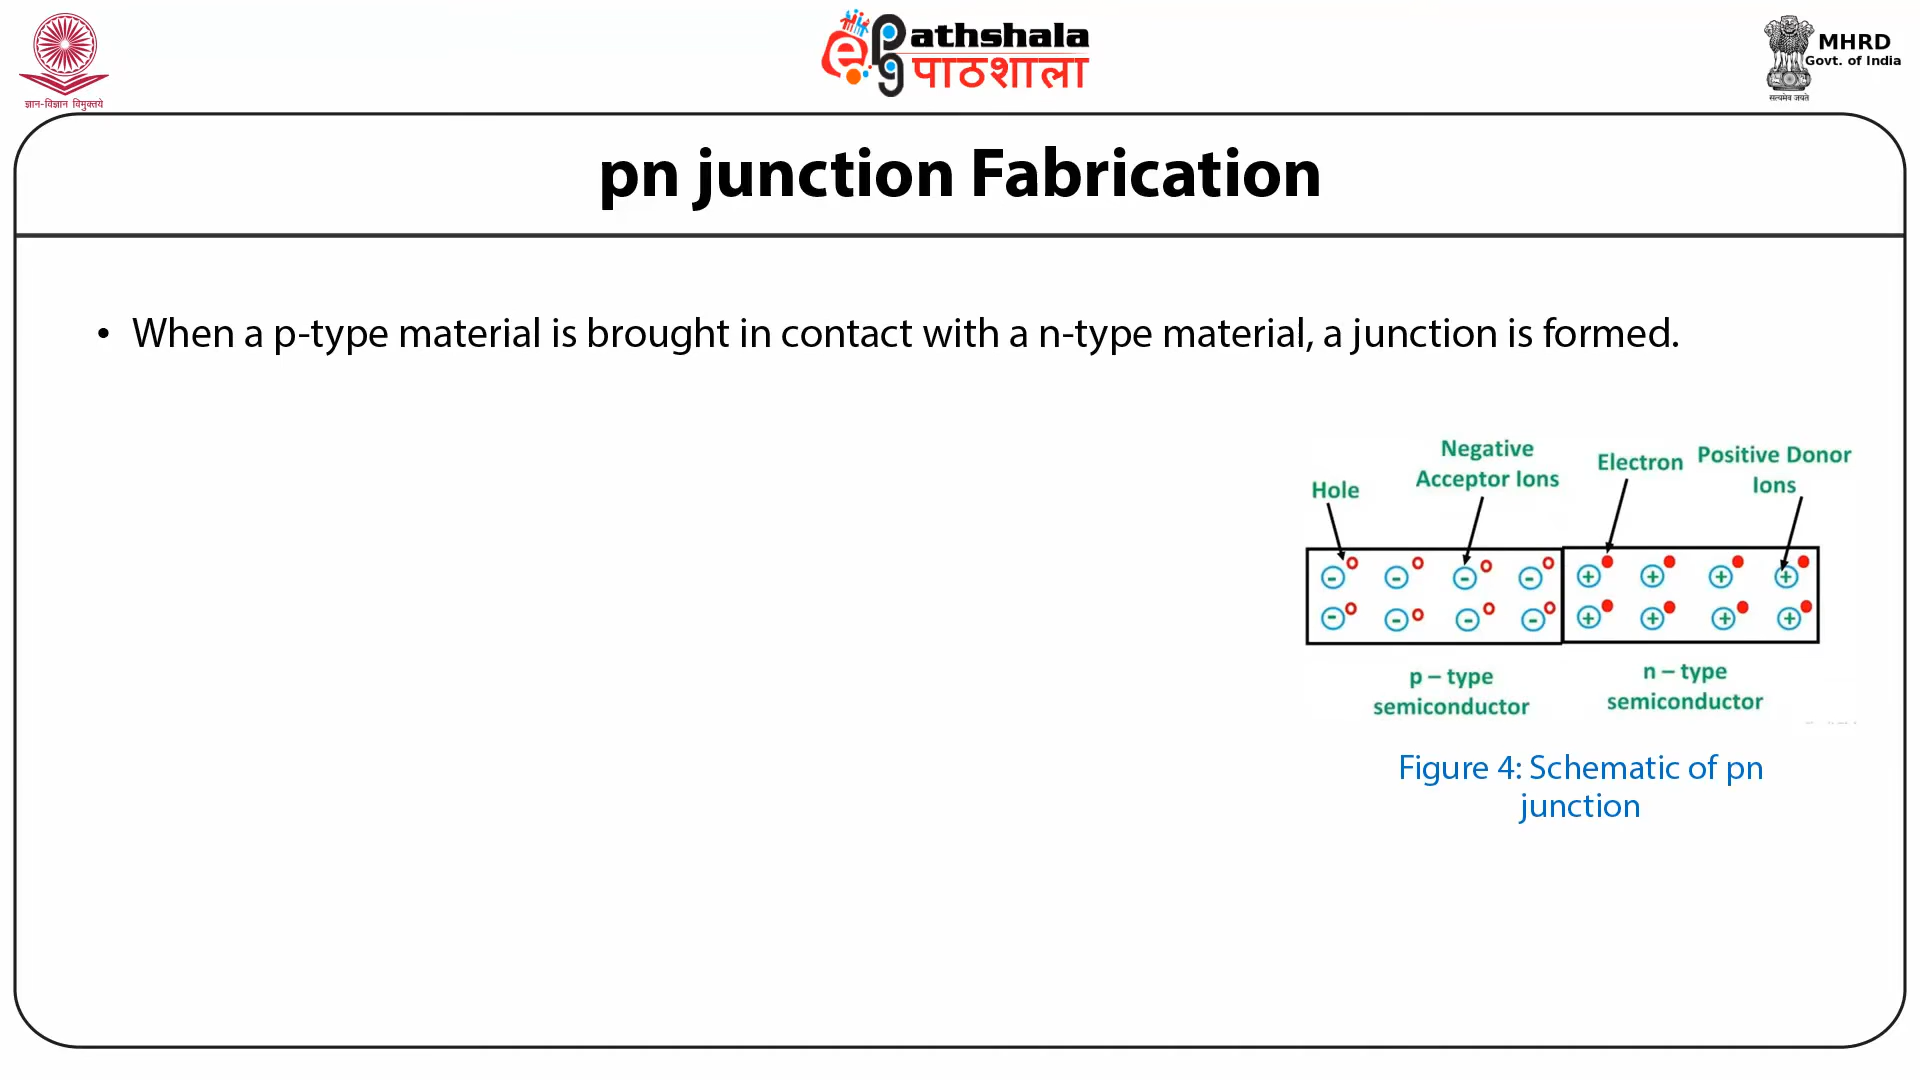 ज्ञान-विज्ञान विमुक्तये
ePathshala
पाठशाला
MHRD
Govt. of India
सत्यमेव जयते
pn junction Fabrication
• When a p-type material is brought in contact with a n-type material, a junction is formed.
Hole
Negative
Acceptor Ions
Electron
Positive Donor
Ions
p – type
semiconductor
n – type
semiconductor
Figure 4: Schematic of pn
junction